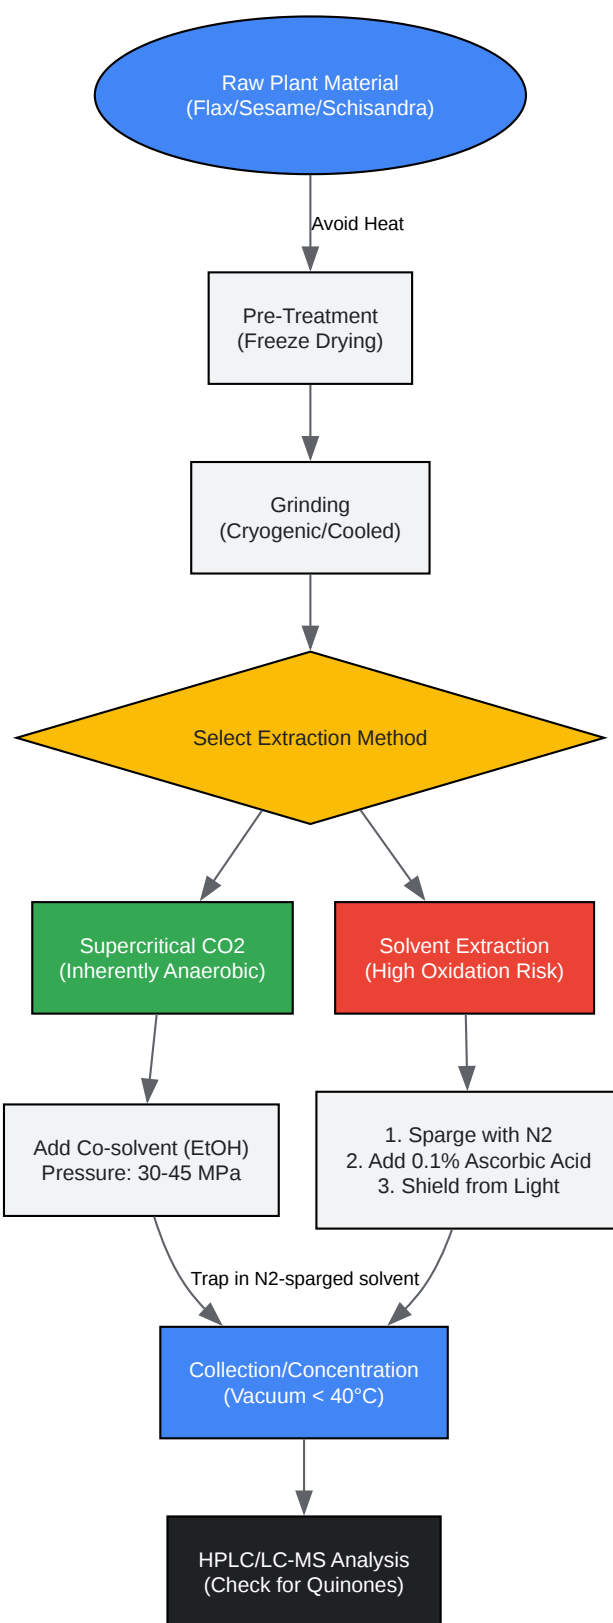 Raw Plant Material
(Flax/Sesame/Schisandra)
Avoid Heat
Pre-Treatment
(Freeze Drying)
Grinding
(Cryogenic/Cooled)
Select Extraction Method
Supercritical CO2
(Inherently Anaerobic)
Solvent Extraction
(High Oxidation Risk)
Add Co-solvent (EtOH)
Pressure: 30-45 MPa
1. Sparge with N2
2. Add 0.1% Ascorbic Acid
3. Shield from Light
Trap in N2-sparged solvent
Collection/Concentration
(Vacuum < 40°C)
HPLC/LC-MS Analysis
(Check for Quinones)